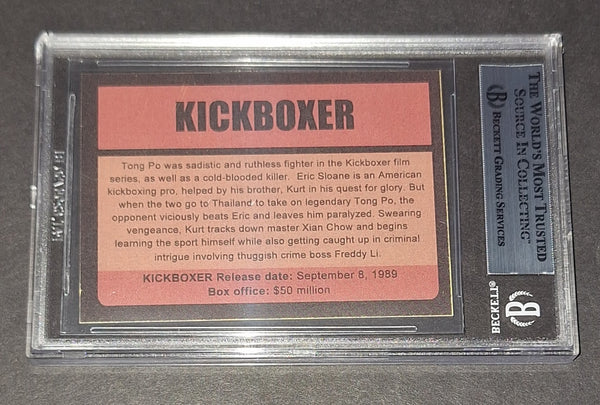 KICKBOXER
Tong Po was sadistic and ruthless fighter in the Kickboxer film
series, as well as a cold-blooded killer. Eric Sloane is an American
kickboxing pro, helped by his brother, Kurt in his quest for glory. But
when the two go to Thailand to take on legendary Tong Po, the
opponent viciously beats Eric and leaves him paralyzed. Swearing
vengeance, Kurt tracks down master Xian Chow and begins
learning the sport himself while also getting caught up in criminal
intrigue involving thuggish crime boss Freddy Li.
KICKBOXER Release date: September 8, 1989
Box office: $50 million
THE WORLD'S MOST TRUSTED
SOURCE IN COLLECTING™
B BECKETT GRADING SERVICES
BECKETT®
B